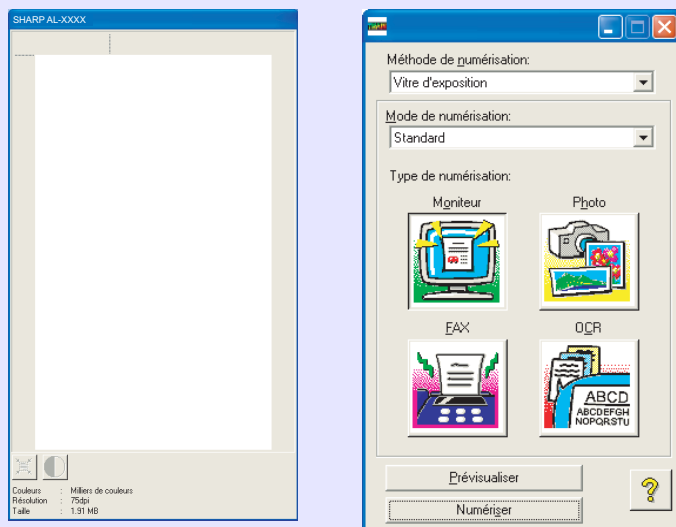 SHARP AL-XXXX
Couleurs : Milliers de couleurs
Résolution : 75dpi
Taille : 1.91 MB
Méthode de numérisation:
Vitre d'exposition
Mode de numérisation:
Standard
Type de numérisation:
Moniteur Photo
FAX OCR
ABCD
ABCDEFGH
NOPQRSTU
Prévisualiser
?
Numériser